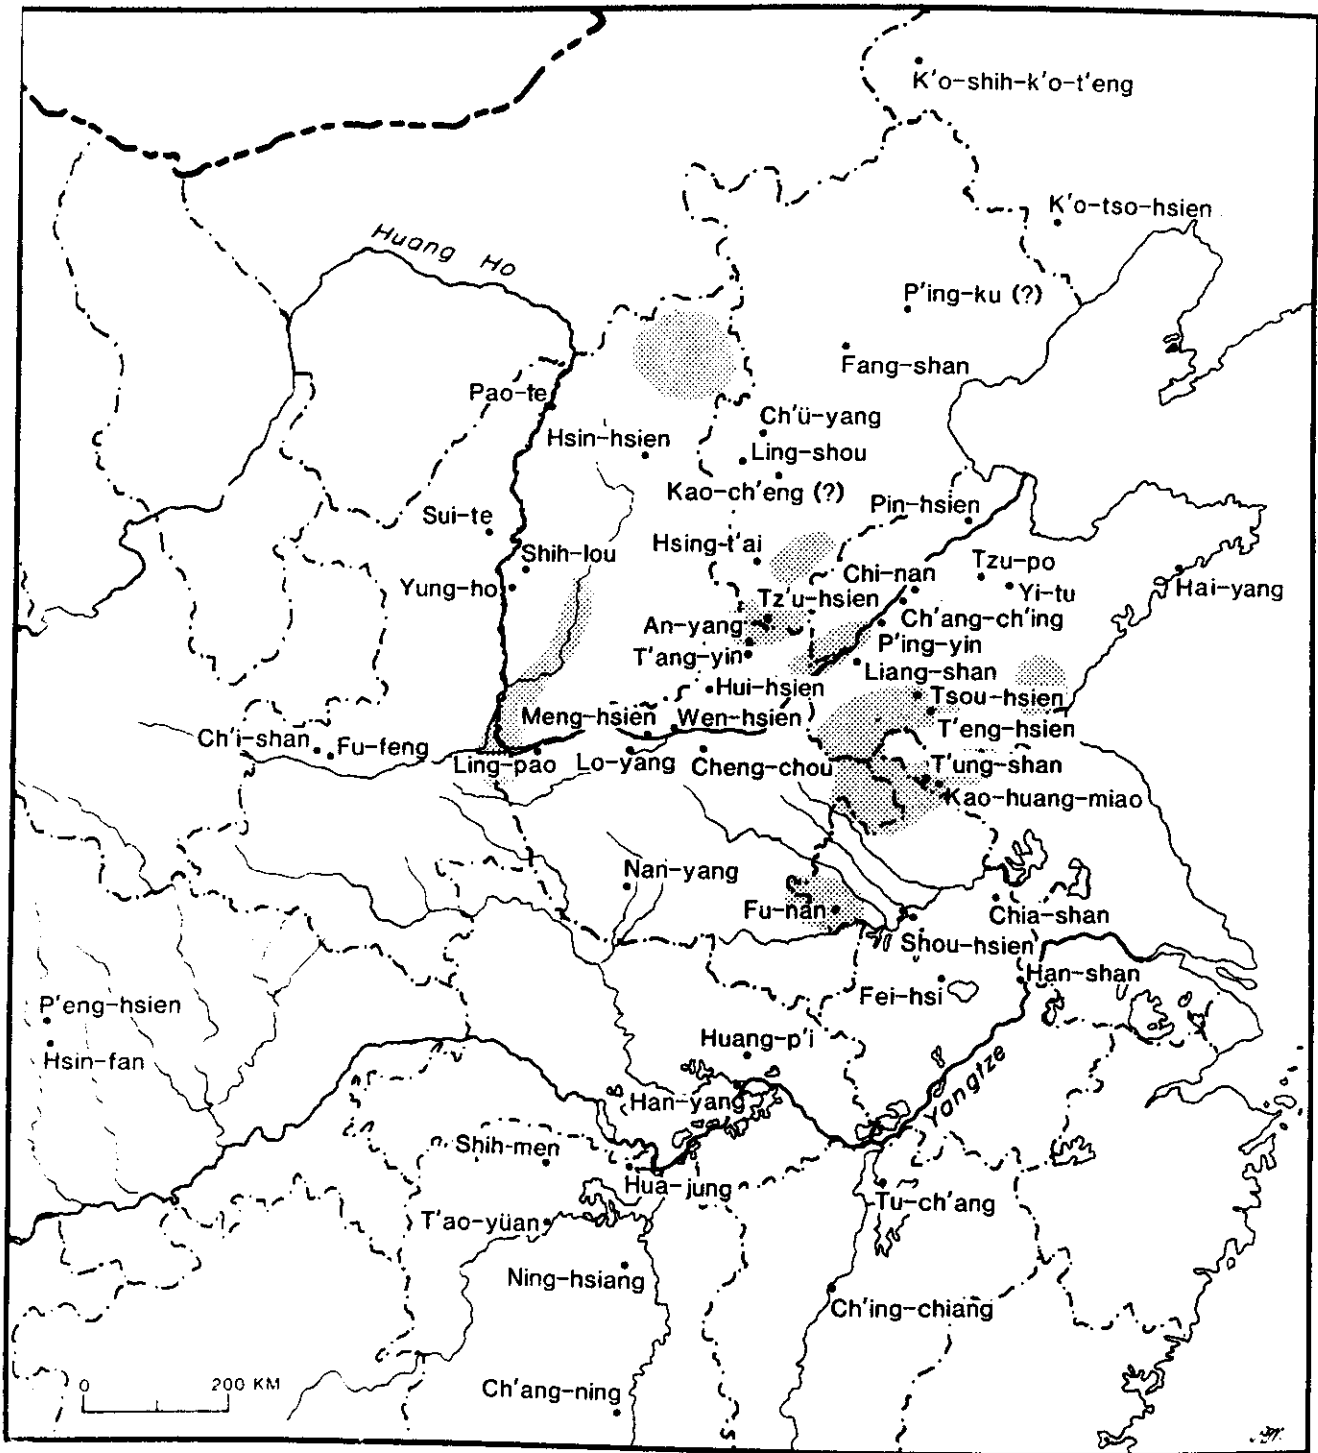 K'o-shih-k'o-t'eng
K'o-tso-hsien
Huang Ho
P'ing-ku (?)
Fang-shan
Pao-te
Ch'ü-yang
Hsin-hsien
Ling-shou
Kao-ch'eng (?)
Pin-hsien
Sui-te
Hsing-t'ai
Shih-lou
Tzu-po
Chi-nan
Yung-ho
Tz'u-hsien
Yi-tu
Hai-yang
Ch'ang-ch'ing
An-yang
P'ing-yin
T'ang-yin
Liang-shan
Hui-hsien
Tsou-hsien
Meng-hsien
Wen-hsien
T'eng-hsien
Ch'i-shan
Fu-feng
Ling-pao
Lo-yang
Cheng-chou
T'ung-shan
Kao-huang-miao
Nan-yang
Fu-nan
Chia-shan
Shou-hsien
Han-shan
Fei-hsi
P'eng-hsien
Huang-p'i
Hsin-fan
Yangtze
Han-yang
Shih-men
Hua-jung
Tu-ch'ang
T'ao-yüan
Ning-hsiang
Ch'ing-chiang
0 200 KM
Ch'ang-ning